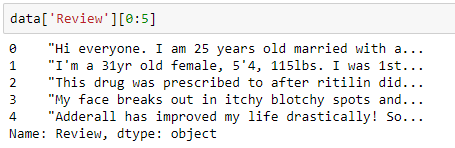 data['Review'][0:5]
0    "Hi everyone. I am 25 years old married with a...
1    "I'm a 31yr old female, 5'4, 115lbs. I was 1st...
2    "This drug was prescribed to after ritilin did...
3    "My face breaks out in itchy blotchy spots and...
4    "Adderall has improved my life drastically! So...
Name: Review, dtype: object